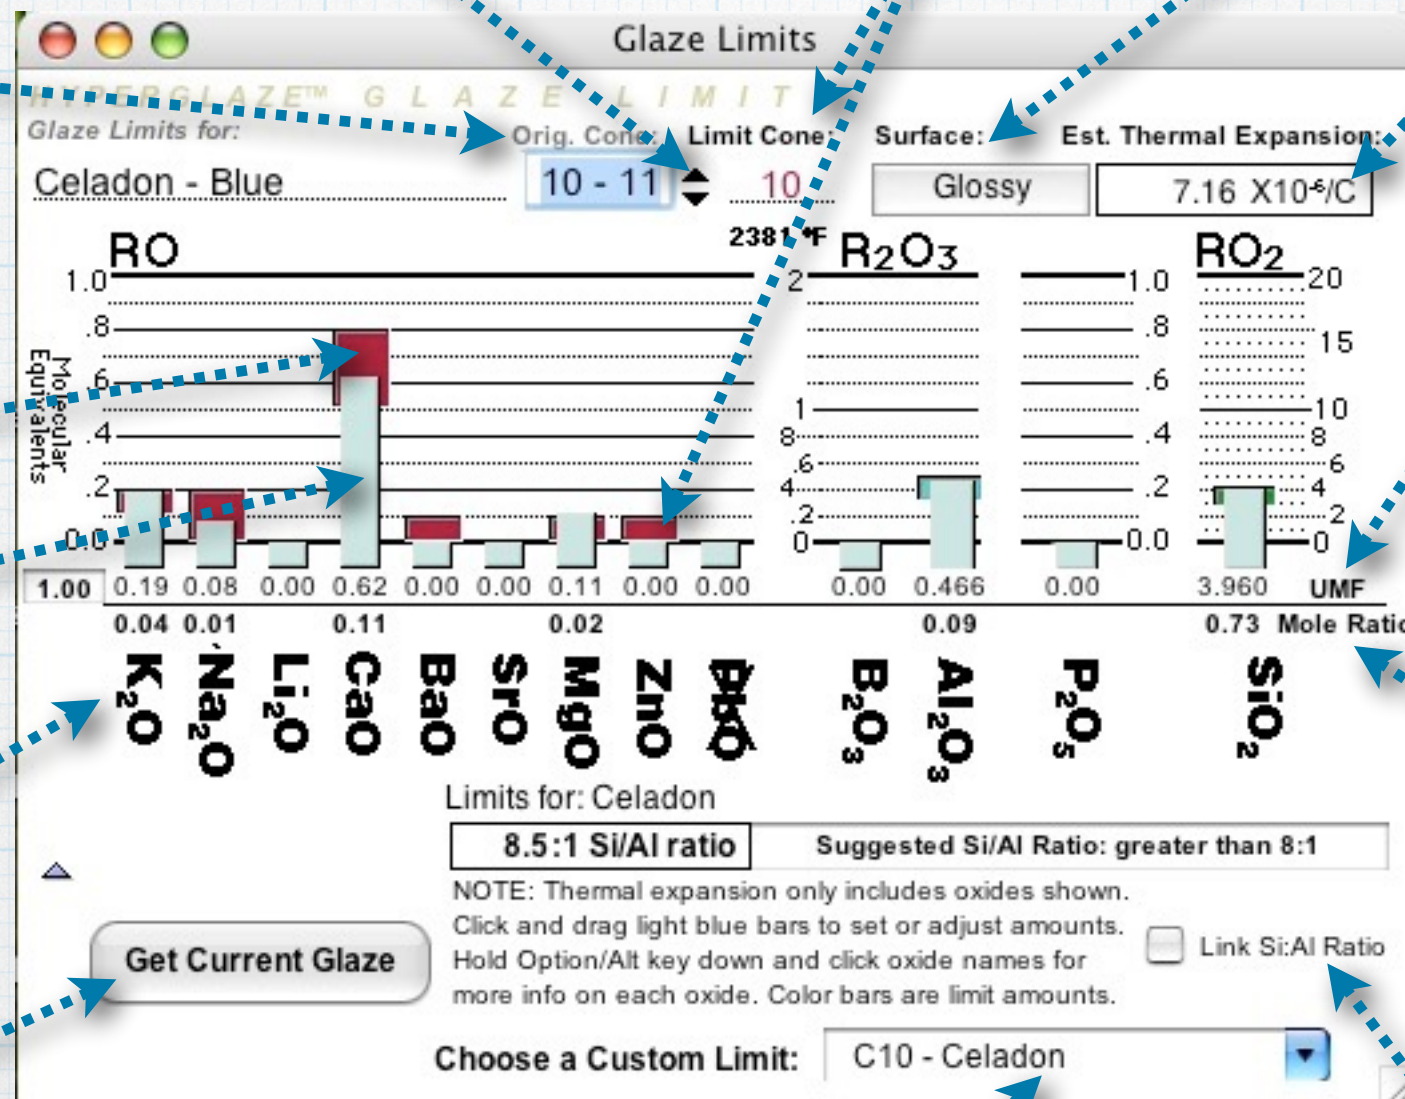 Glaze Limits
HYPERGLAZE™ GLAZE LIMIT
Glaze Limits for: Orig. Cone: Limit Cone: Surface: Est. Thermal Expansion:
Celadon - Blue 10 - 11 10 Glossy 7.16 X10-6/C
2381 °F
RO R2O3 RO2
1.0 2 1.0 20
.8 .8 15
.6 1 .6 10
.4 8 .4 8
.6 6
.2 4 .2 4
.2 2
0.0 0 0.0 0
Molecular
Equivalents
1.00 0.19 0.08 0.00 0.62 0.00 0.00 0.11 0.00 0.00 0.00 0.466 0.00 3.960 UMF
0.04 0.01 0.11 0.02 0.09 0.73 Mole Ratio
K2O Na2O Li2O CaO BaO SrO MgO ZnO PbO B2O3 Al2O3 P2O5 SiO2
Limits for: Celadon
8.5:1 Si/Al ratio Suggested Si/Al Ratio: greater than 8:1
NOTE: Thermal expansion only includes oxides shown.
Click and drag light blue bars to set or adjust amounts.
Hold Option/Alt key down and click oxide names for
more info on each oxide. Color bars are limit amounts.
Get Current Glaze
Link Si:Al Ratio
Choose a Custom Limit: C10 - Celadon